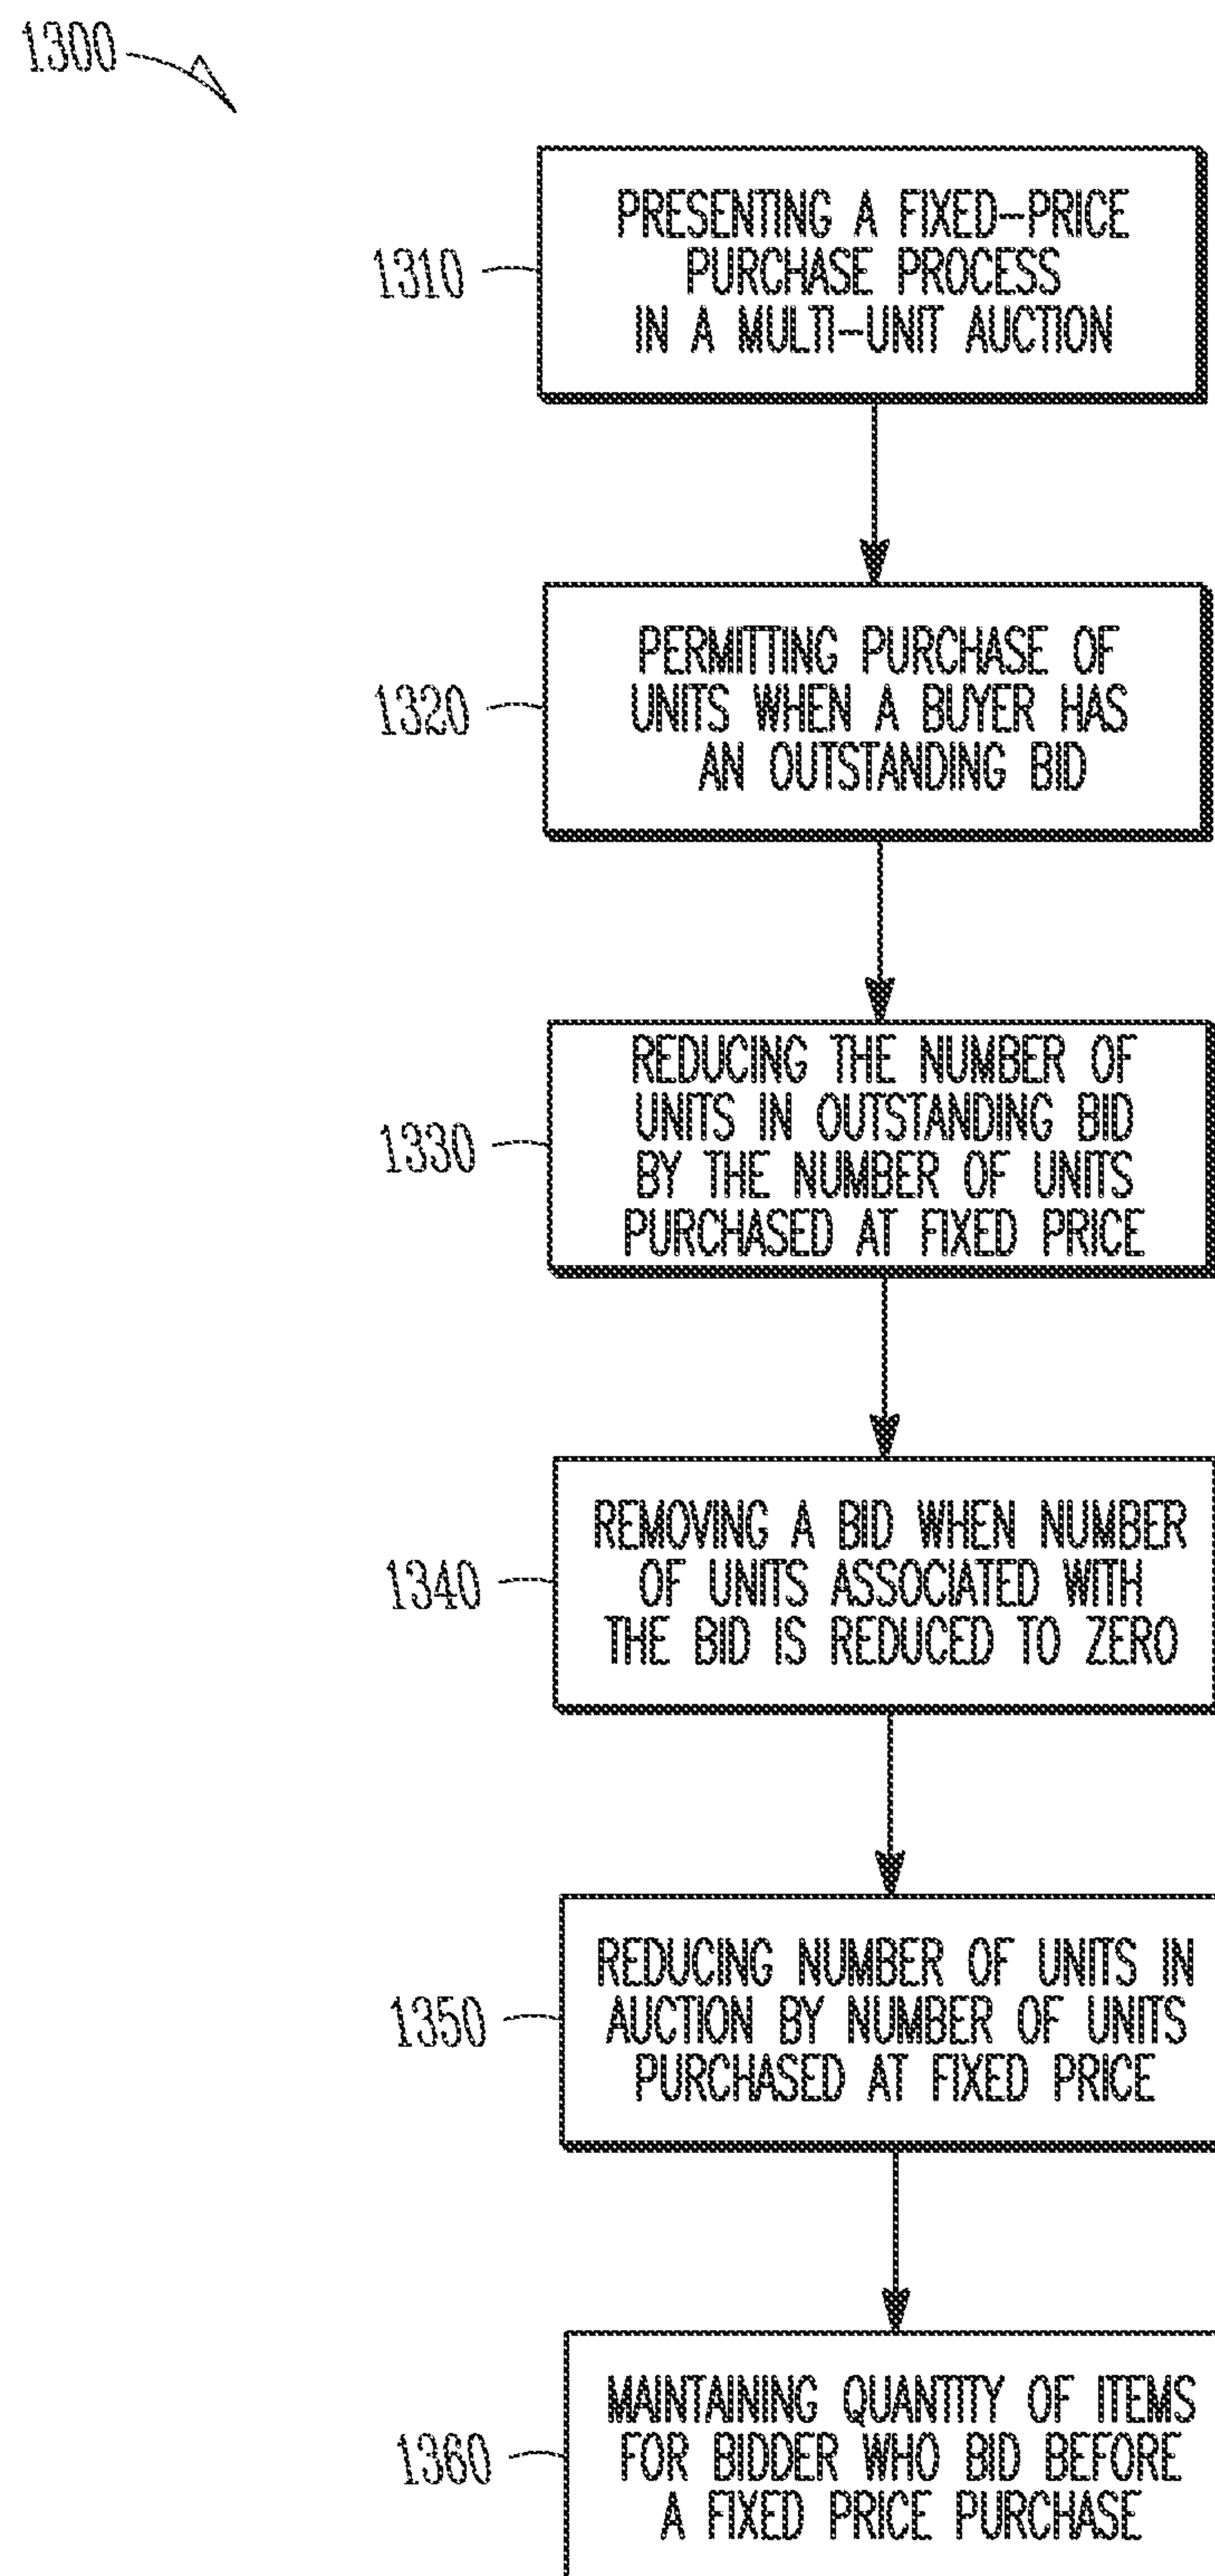 1300
1310
PRESENTING A FIXED-PRICE
PURCHASE PROCESS
IN A MULTI-UNIT AUCTION
1320
PERMITTING PURCHASE OF
UNITS WHEN A BUYER HAS
AN OUTSTANDING BID
1330
REDUCING THE NUMBER OF
UNITS IN OUTSTANDING BID
BY THE NUMBER OF UNITS
PURCHASED AT FIXED PRICE
1340
REMOVING A BID WHEN NUMBER
OF UNITS ASSOCIATED WITH
THE BID IS REDUCED TO ZERO
1350
REDUCING NUMBER OF UNITS IN
AUCTION BY NUMBER OF UNITS
PURCHASED AT FIXED PRICE
1360
MAINTAINING QUANTITY OF ITEMS
FOR BIDDER WHO BID BEFORE
A FIXED PRICE PURCHASE